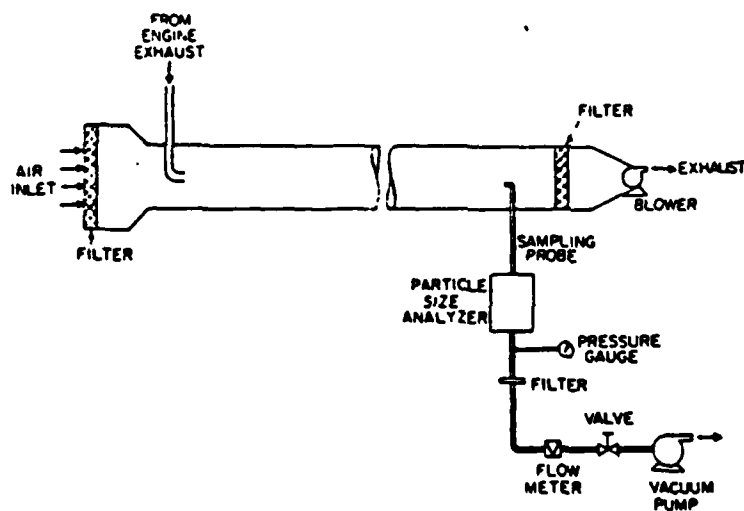 FROM
ENGINE
EXHAUST
FILTER
AIR
INLET
EXHAUST
BLOWER
FILTER
SAMPLING
PROBE
PARTICLE
SIZE
ANALYZER
PRESSURE
GAUGE
FILTER
VALVE
FLOW
METER
VACUUM
PUMP